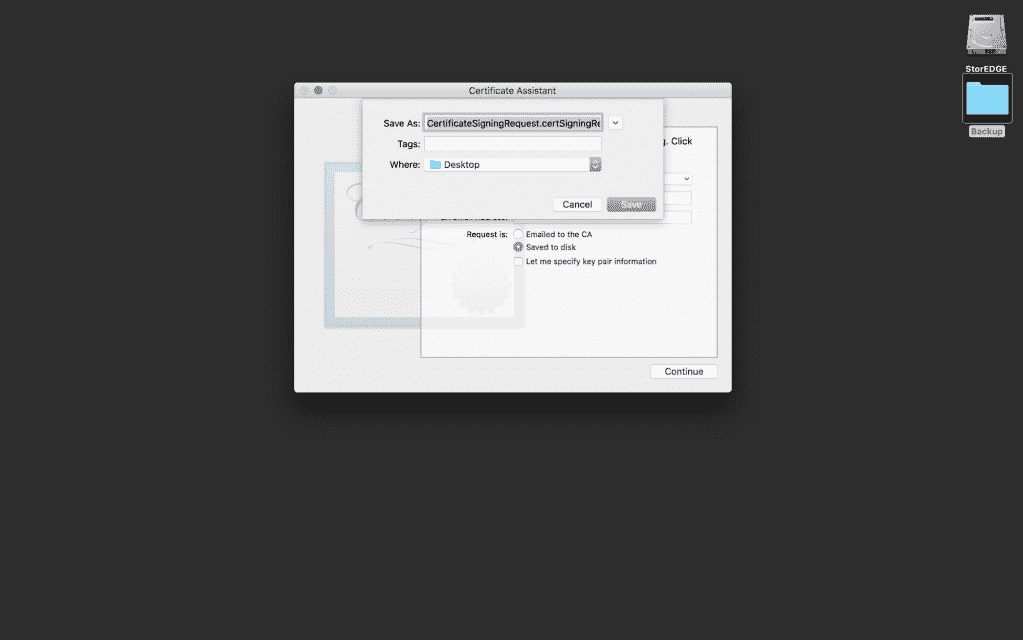 StorEDGE
Backup
Certificate Assistant
Save As: CertificateSigningRequest.certSigningRe
Tags:
Where: Desktop
Cancel Save
g. Click
Request is: Emailed to the CA
Saved to disk
Let me specify key pair information
Continue